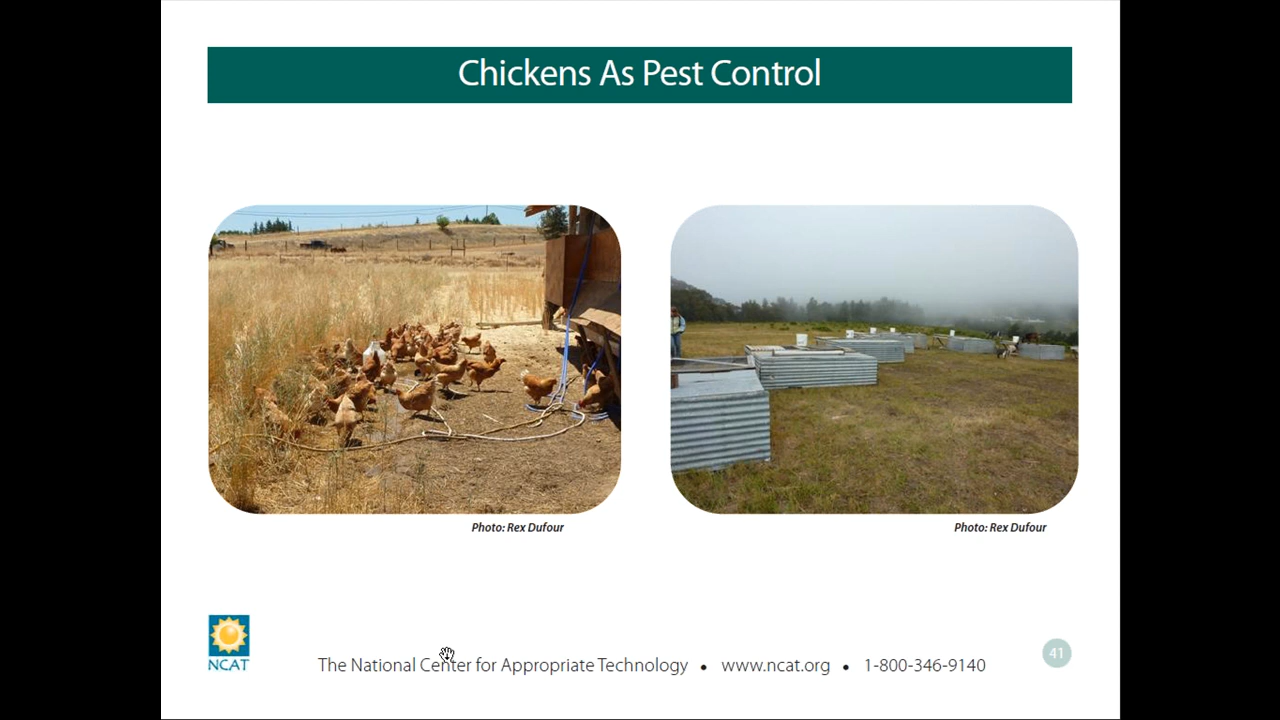 Chickens As Pest Control
Photo: Rex Dufour
Photo: Rex Dufour
NCAT
The National Center for Appropriate Technology • www.ncat.org • 1-800-346-9140
41